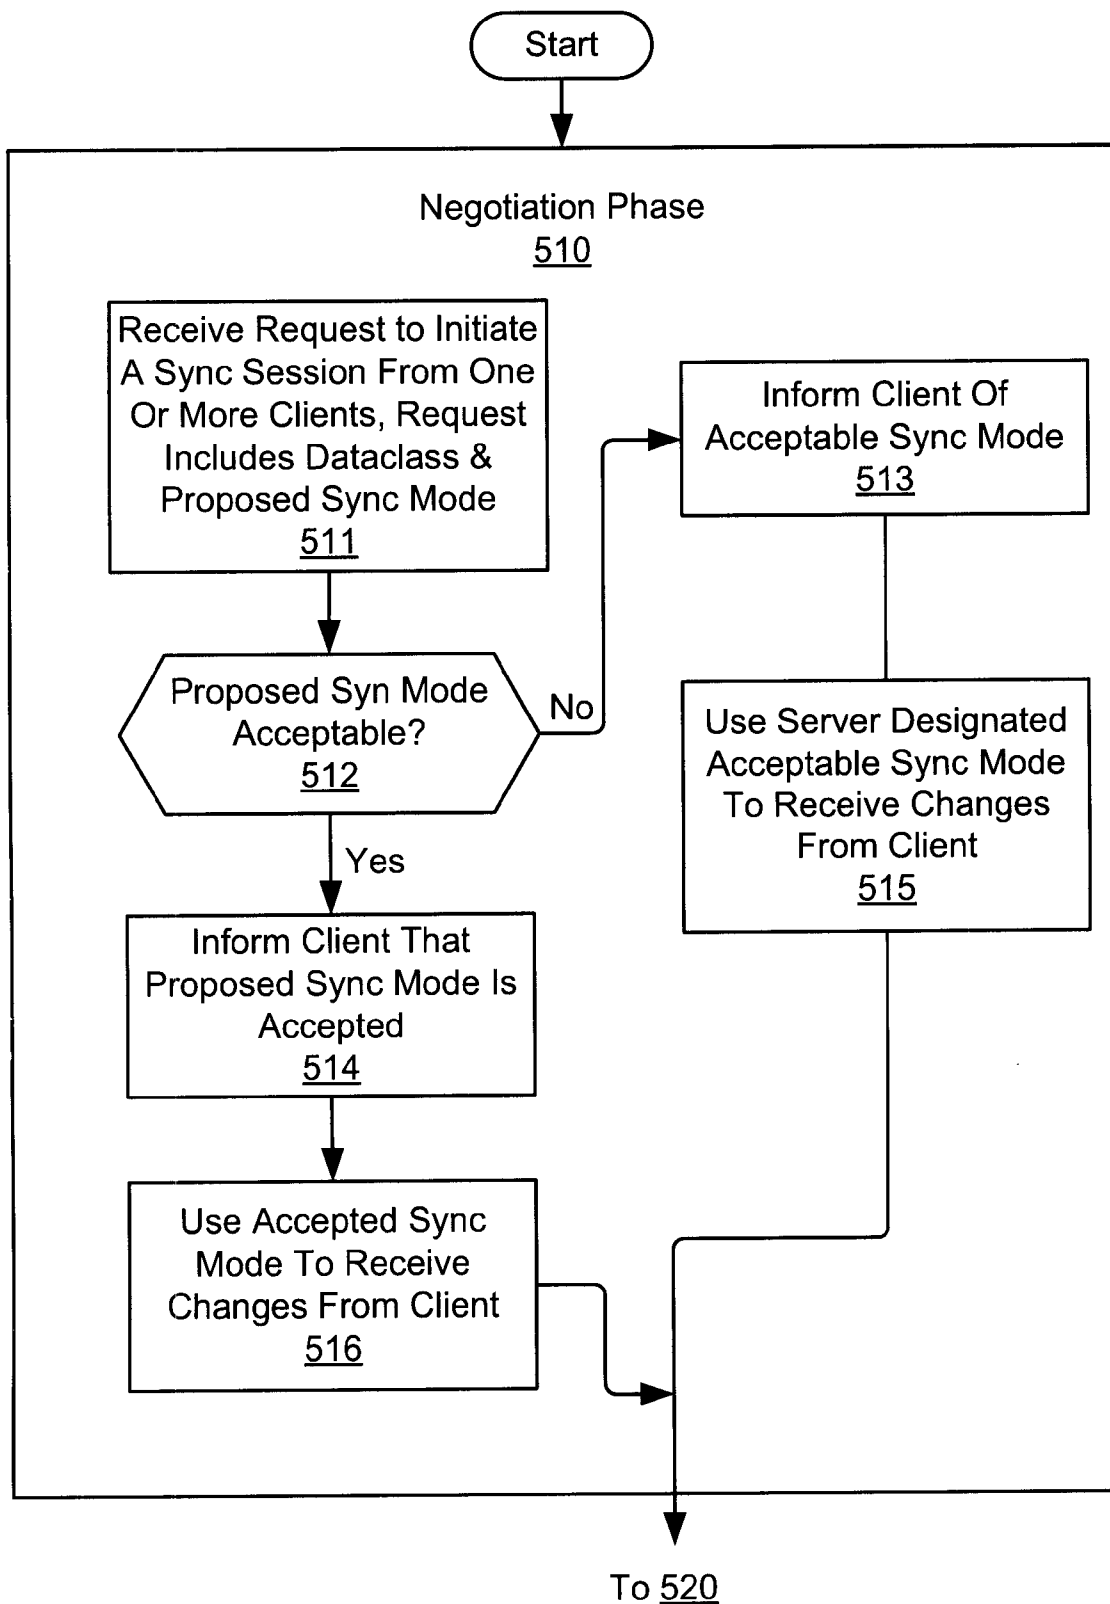 Start
Negotiation Phase
510
Receive Request to Initiate
A Sync Session From One
Or More Clients, Request
Includes Dataclass &
Proposed Sync Mode
511
Inform Client Of
Acceptable Sync Mode
513
Proposed Syn Mode
Acceptable?
512
No
Yes
Use Server Designated
Acceptable Sync Mode
To Receive Changes
From Client
515
Inform Client That
Proposed Sync Mode Is
Accepted
514
Use Accepted Sync
Mode To Receive
Changes From Client
516
To 520